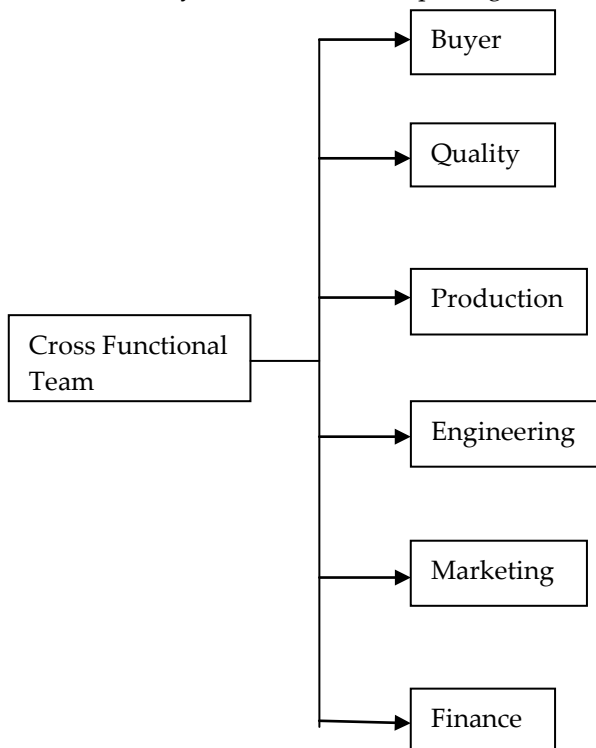 Buyer
Quality
Production
Cross Functional
Team
Engineering
Marketing
Finance